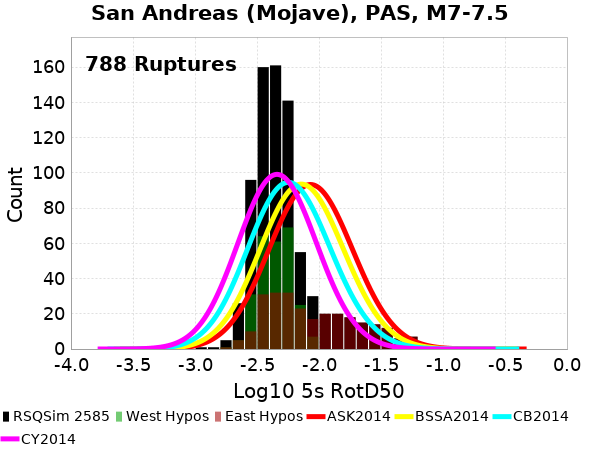 San Andreas (Mojave), PAS, M7-7.5
788 Ruptures
Count
160
140
120
100
80
60
40
20
0
-4.0 -3.5 -3.0 -2.5 -2.0 -1.5 -1.0 -0.5 0.0
Log10 5s RotD50
RSQSim 2585 West Hypos East Hypos ASK2014 BSSA2014 CB2014
CY2014